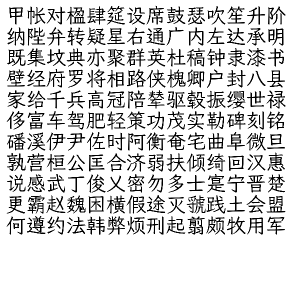 甲帐对楹肆筵设席鼓瑟吹笙升阶
纳陛弁转疑星右通广内左达承明
既集坟典亦聚群英杜槁钟隶漆书
壁经府罗将相路侠槐卿户封八县
家给千兵高冠陪辇驱毂振缨世禄
侈富车驾肥轻策功茂实勒碑刻铭
磻溪伊尹佐时阿衡奄宅曲阜微旦
孰营桓公匡合济弱扶倾绮回汉惠
说感武丁俊乂密勿多士寔宁晋楚
更霸赵魏困横假途灭虢践土会盟
何遵约法韩弊烦刑起翦颇牧用军